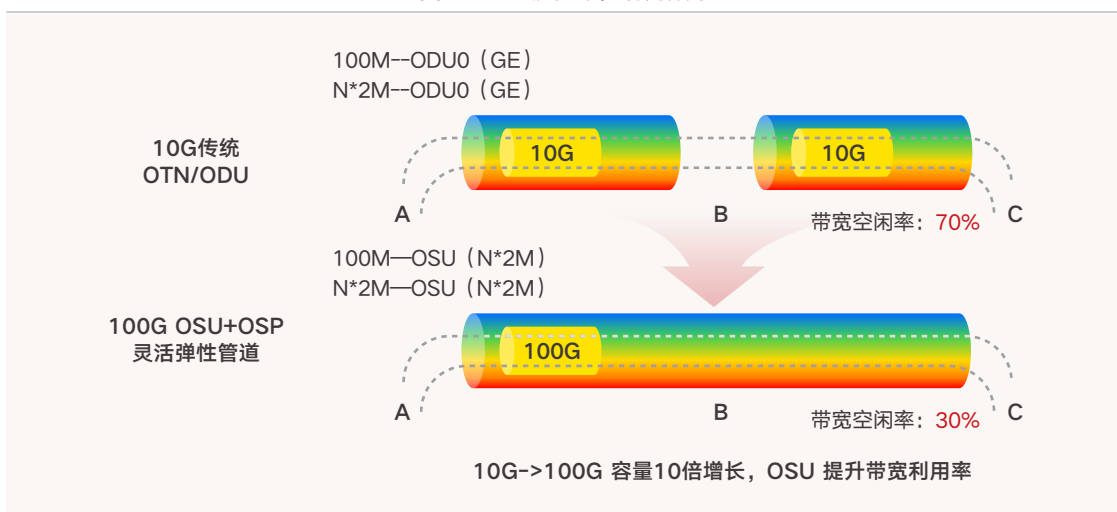 100M--ODU0（GE）
N*2M--ODU0（GE）
10G传统
OTN/ODU
10G
10G
A
B
C
带宽空闲率：70%
100M—OSU（N*2M）
N*2M—OSU（N*2M）
100G OSU+OSP
灵活弹性管道
100G
A
B
C
带宽空闲率：30%
10G->100G 容量10倍增长，OSU 提升带宽利用率